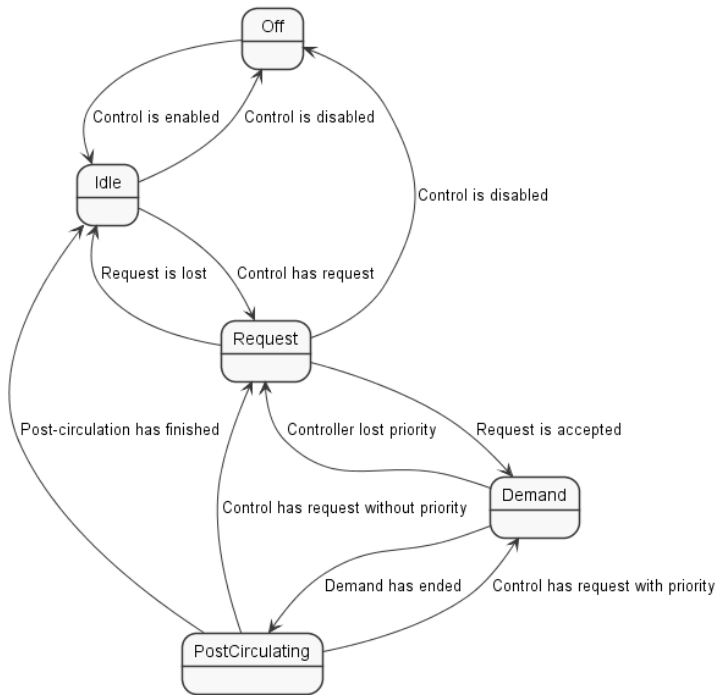 Off
Control is enabled
Control is disabled
Idle
Control is disabled
Request is lost
Control has request
Request
Post-circulation has finished
Controller lost priority
Request is accepted
Demand
Control has request without priority
Demand has ended
Control has request with priority
PostCirculating